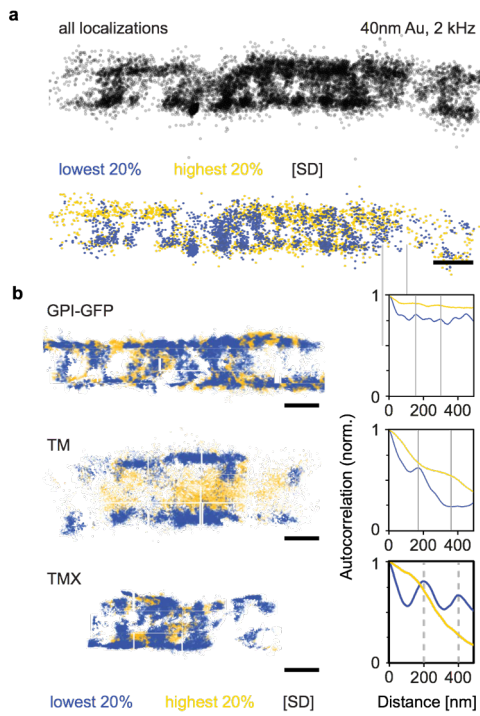 a
all localizations 40nm Au, 2 kHz
lowest 20% highest 20% [SD]
b
GPI-GFP
1
0
0 200 400
TM
1
0
0 200 400
Autocorrelation (norm.)
TMX
1
0
0 200 400
lowest 20% highest 20% [SD] Distance [nm]